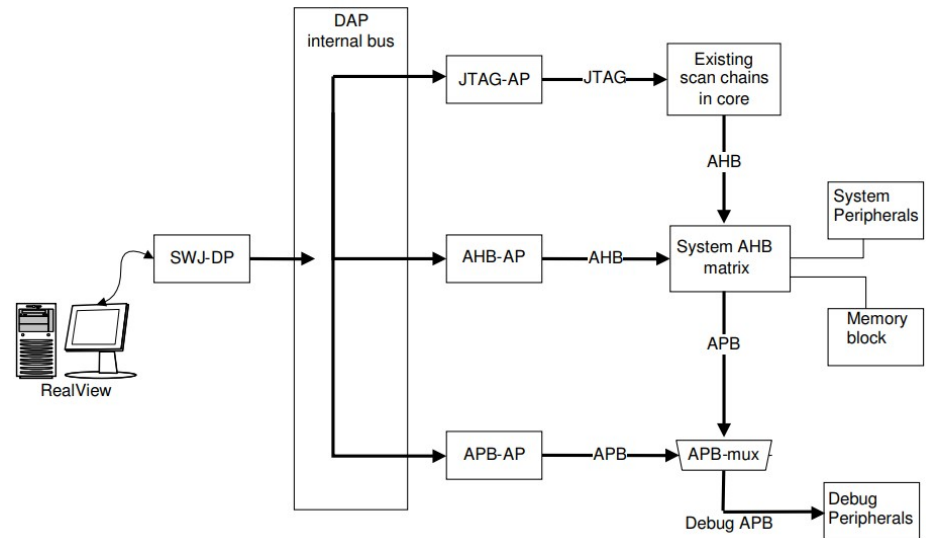 DAP
internal bus
JTAG-AP
JTAG
Existing
scan chains
in core
AHB
System
Peripherals
SWJ-DP
AHB-AP
AHB
System AHB
matrix
Memory
block
APB
RealView
APB-AP
APB
APB-mux
Debug APB
Debug
Peripherals